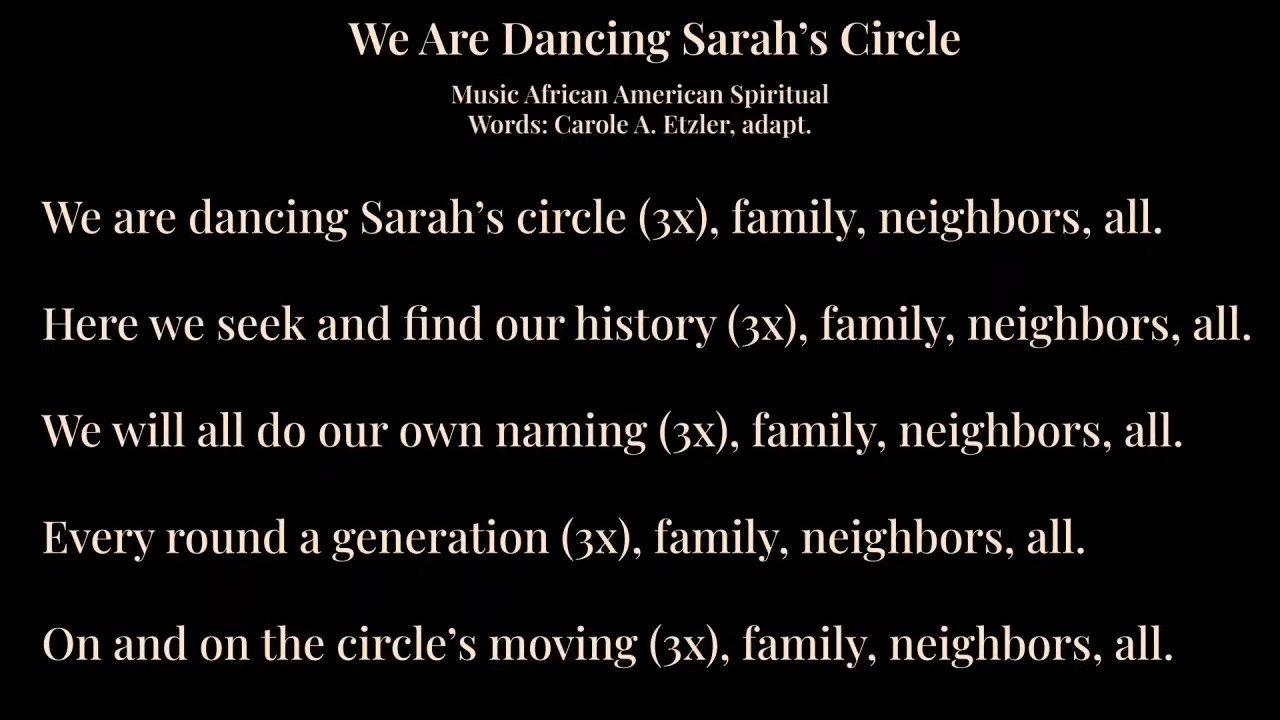 We Are Dancing Sarah’s Circle
Music African American Spiritual
Words: Carole A. Etzler, adapt.
We are dancing Sarah’s circle (3x), family, neighbors, all.
Here we seek and find our history (3x), family, neighbors, all.
We will all do our own naming (3x), family, neighbors, all.
Every round a generation (3x), family, neighbors, all.
On and on the circle’s moving (3x), family, neighbors, all.